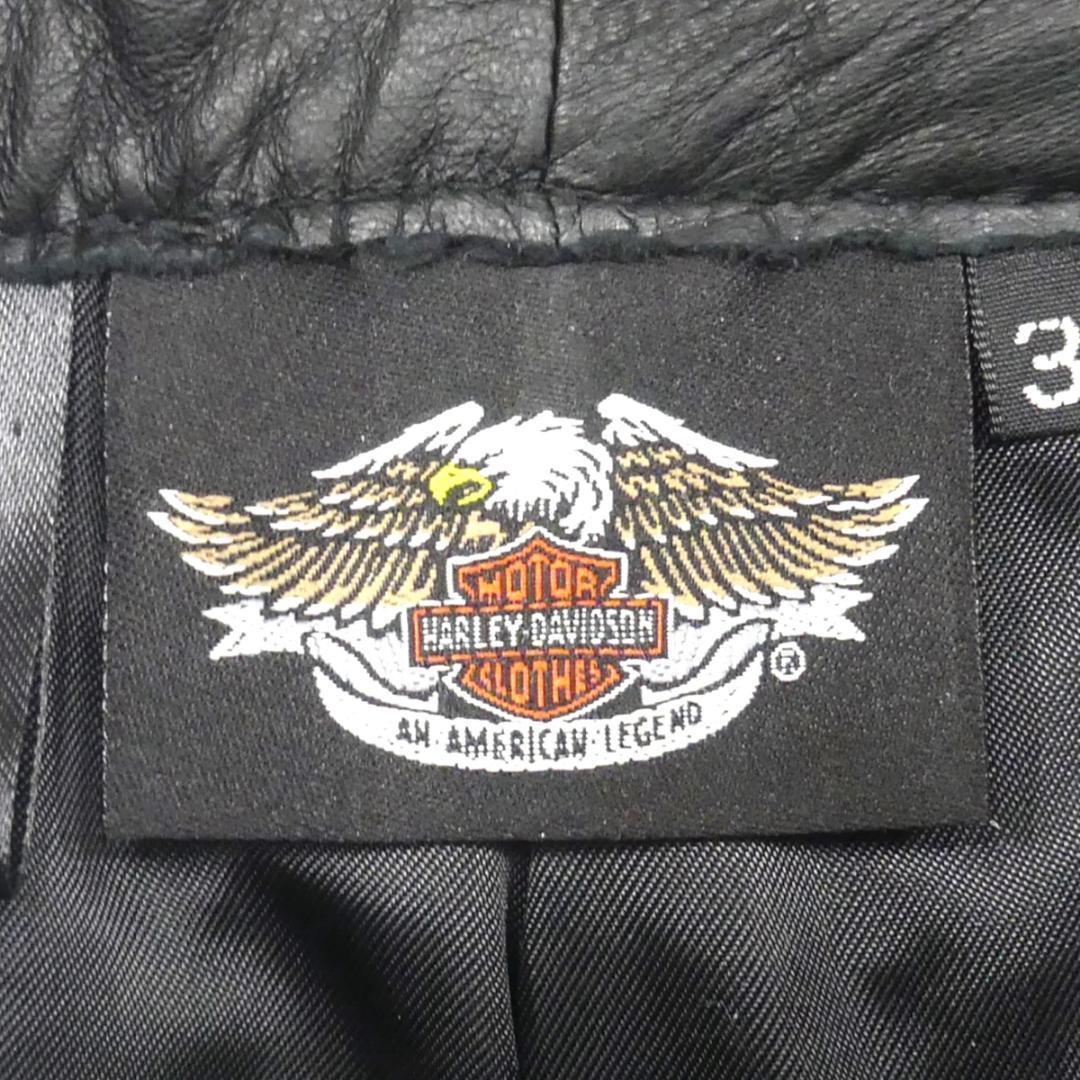 MOTOR
HARLEY-DAVIDSON
CLOTHES
®
AN AMERICAN LEGEND
3